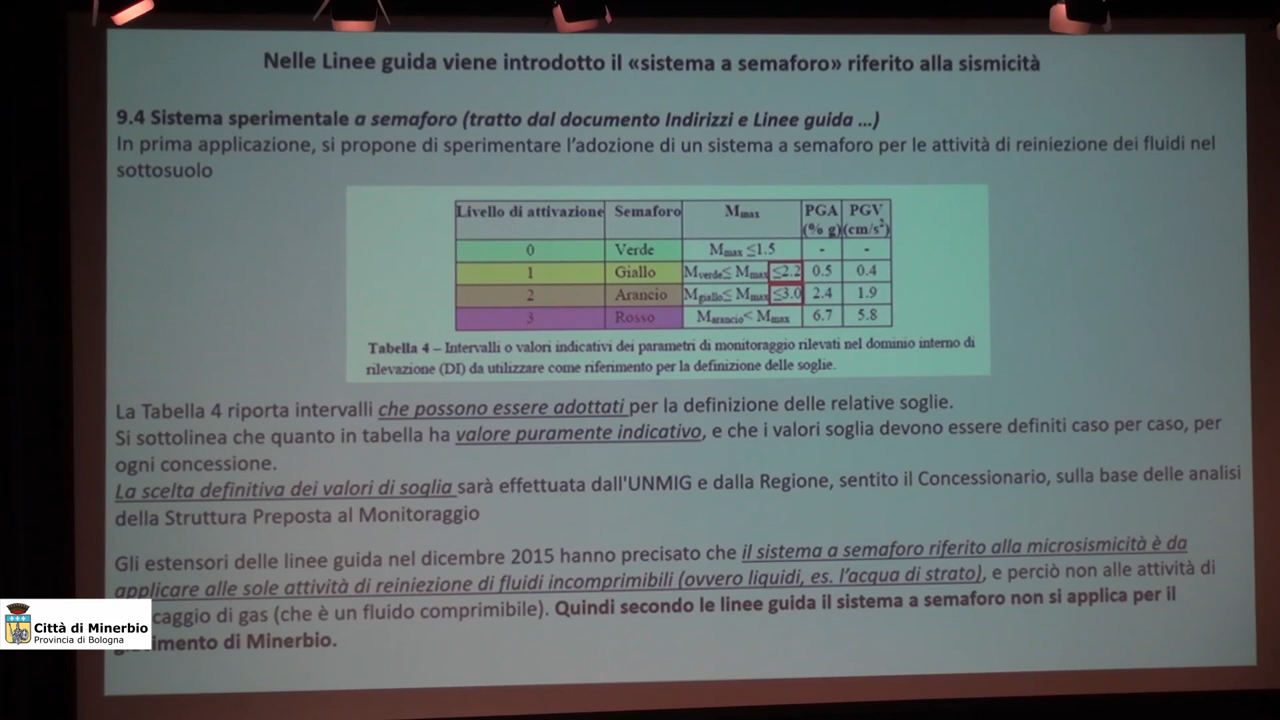 Nelle Linee guida viene introdotto il «sistema a semaforo» riferito alla sismicità
9.4 Sistema sperimentale a semaforo (tratto dal documento Indirizzi e Linee guida ...)
In prima applicazione, si propone di sperimentare l'adozione di un sistema a semaforo per le attività di reiniezione dei fluidi nel
sottosuolo
Livello di attivazione Semaforo Mmax PGA (% g) PGV (cm/s²)
0 Verde Mmax ≤1.5 - -
1 Giallo Mverde≤ Mmax ≤2.2 0.5 0.4
2 Arancio Mgiallo≤ Mmax ≤3.0 2.4 1.9
3 Rosso Marancio< Mmax 6.7 5.8
Tabella 4 – Intervalli o valori indicativi dei parametri di monitoraggio rilevati nel dominio interno di
rilevazione (DI) da utilizzare come riferimento per la definizione delle soglie.
La Tabella 4 riporta intervalli che possono essere adottati per la definizione delle relative soglie.
Si sottolinea che quanto in tabella ha valore puramente indicativo, e che i valori soglia devono essere definiti caso per caso, per
ogni concessione.
La scelta definitiva dei valori di soglia sarà effettuata dall'UNMIG e dalla Regione, sentito il Concessionario, sulla base delle analisi
della Struttura Preposta al Monitoraggio
Gli estensori delle linee guida nel dicembre 2015 hanno precisato che il sistema a semaforo riferito alla microsismicità è da
applicare alle sole attività di reiniezione di fluidi incomprimibili (ovvero liquidi, es. l'acqua di strato), e perciò non alle attività di
caggio di gas (che è un fluido comprimibile). Quindi secondo le linee guida il sistema a semaforo non si applica per il
imento di Minerbio.
Città di Minerbio
Provincia di Bologna